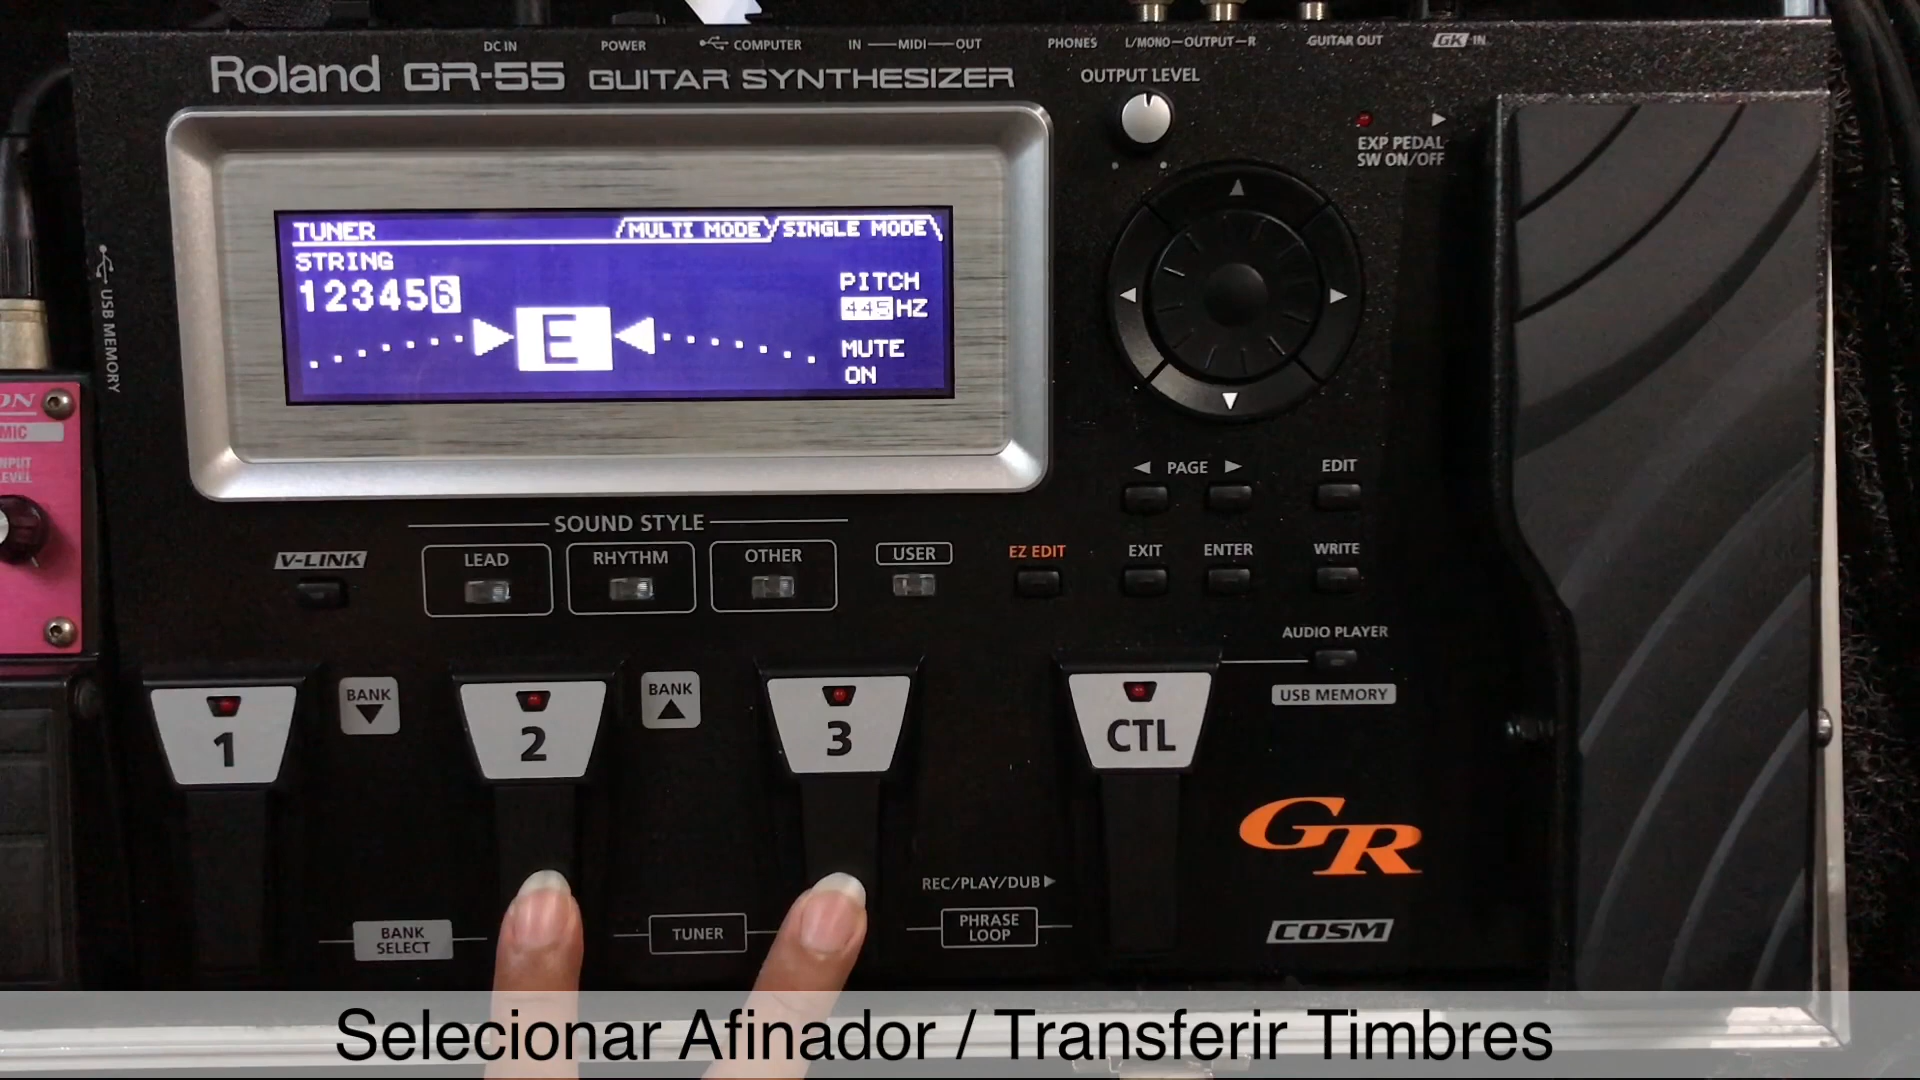 DC IN POWER COMPUTER IN MIDI OUT PHONES L/MONO-OUTPUT-R GUITAR OUT GK IN
Roland GR-55 GUITAR SYNTHESIZER
OUTPUT LEVEL
EXP PEDAL
SW ON/OFF
TUNER MULTI MODE SINGLE MODE
STRING
123456
E
PITCH
445HZ
MUTE
ON
USB MEMORY
ON
MIC
INPUT
LEVEL
PAGE
EDIT
SOUND STYLE
V-LINK LEAD RHYTHM OTHER USER
EZ EDIT EXIT ENTER WRITE
AUDIO PLAYER
USB MEMORY
1
BANK
2
BANK
3
CTL
GR
COSM
BANK
SELECT
TUNER
REC/PLAY/DUB
PHRASE
LOOP
Selecionar Afinador / Transferir Timbres